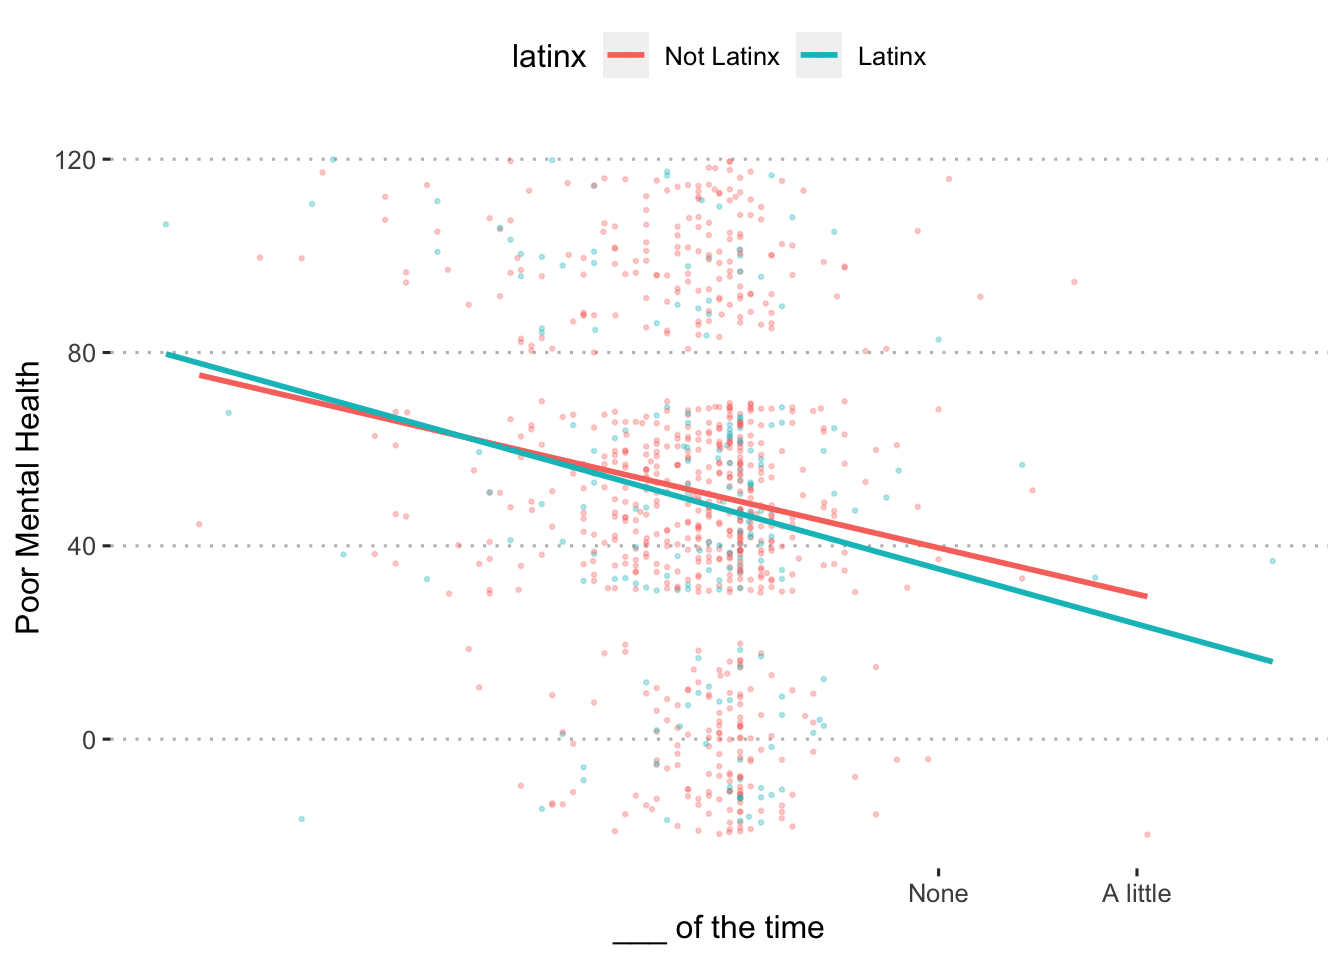 latinx Not Latinx Latinx
120
80
40
0
Poor Mental Health
None A little
___ of the time